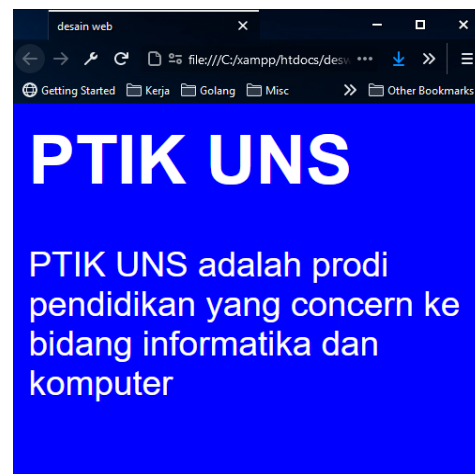 desain web
file:///C:/xampp/htdocs/desw
Getting Started Kerja Golang Misc Other Bookmarks
PTIK UNS
PTIK UNS adalah prodi
pendidikan yang concern ke
bidang informatika dan
komputer